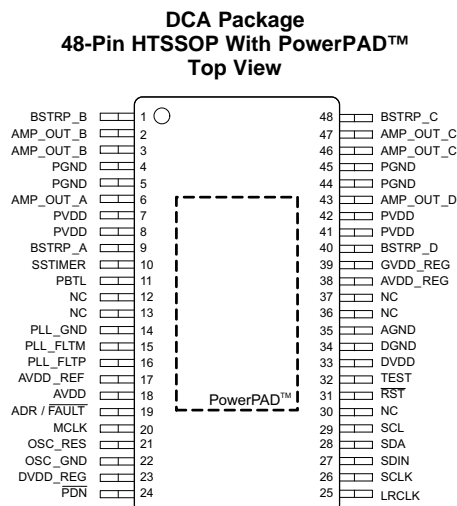 DCA Package
48-Pin HTSSOP With PowerPAD™
Top View
BSTRP_B 1 48 BSTRP_C
AMP_OUT_B 2 47 AMP_OUT_C
AMP_OUT_B 3 46 AMP_OUT_C
PGND 4 45 PGND
PGND 5 44 PGND
AMP_OUT_A 6 43 AMP_OUT_D
PVDD 7 42 PVDD
PVDD 8 41 PVDD
BSTRP_A 9 40 BSTRP_D
SSTIMER 10 39 GVDD_REG
PBTL 11 38 AVDD_REG
NC 12 37 NC
NC 13 36 NC
PLL_GND 14 35 AGND
PLL_FLTM 15 34 DGND
PLL_FLTP 16 33 DVDD
AVDD_REF 17 32 TEST
AVDD 18 PowerPAD™ 31 RST
ADR / FAULT 19 30 NC
MCLK 20 29 SCL
OSC_RES 21 28 SDA
OSC_GND 22 27 SDIN
DVDD_REG 23 26 SCLK
PDN 24 25 LRCLK